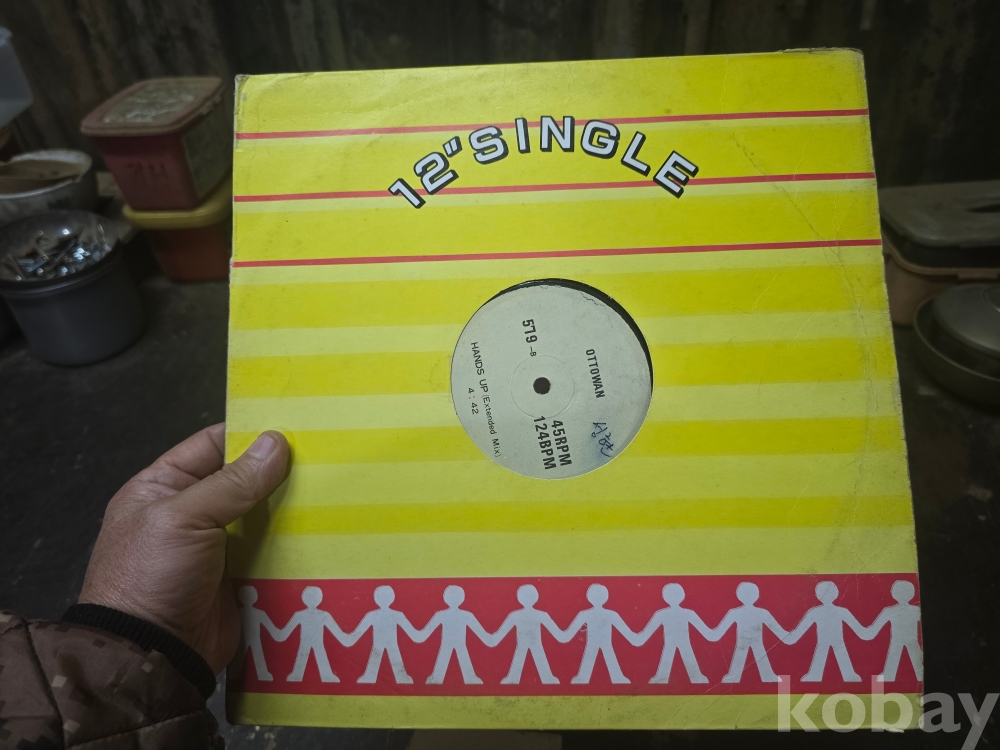 12" SINGLE
579 -B
OTTOWAN
HANDS UP (Extended Mix)
4:42
45RPM
124BPM
kobay